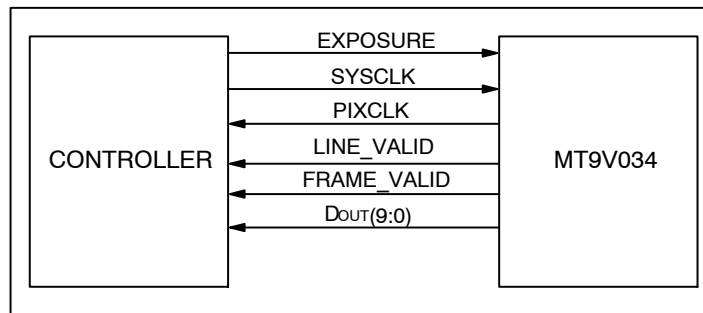 EXPOSURE
SYSCLK
PIXCLK
CONTROLLER
LINE_VALID
MT9V034
FRAME_VALID
DOUT(9:0)